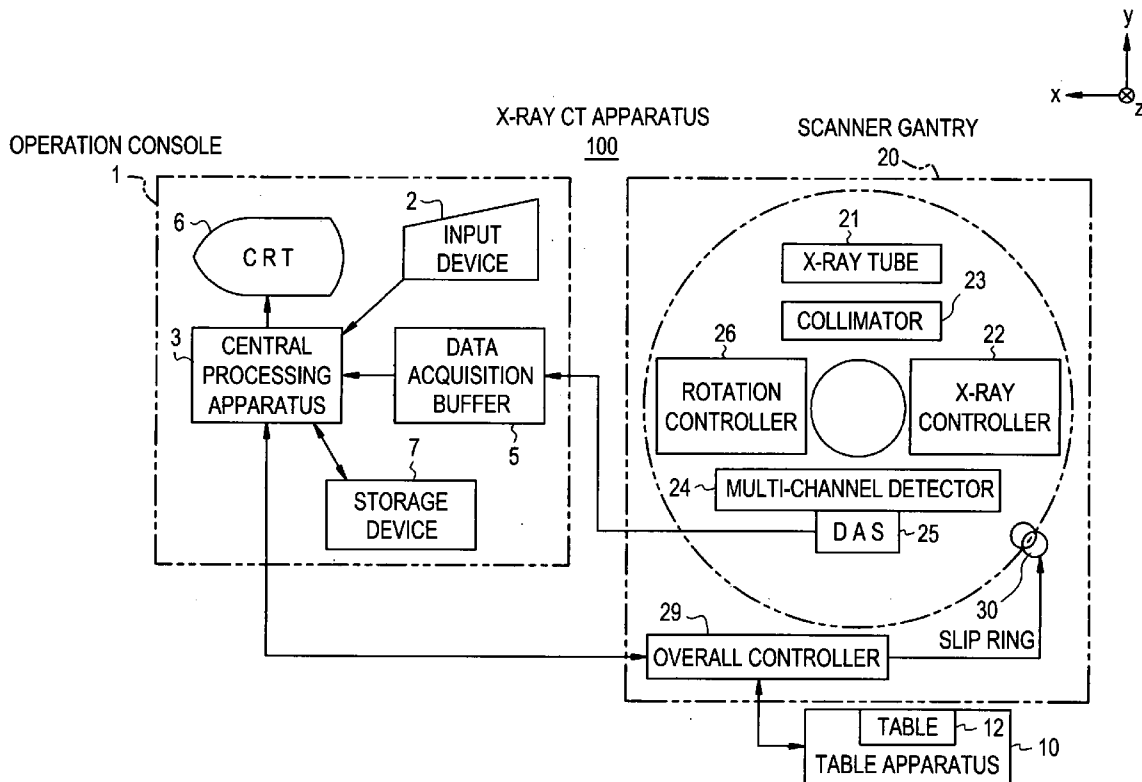 y
x
z
X-RAY CT APPARATUS
100
OPERATION CONSOLE
1
SCANNER GANTRY
20
6
CRT
2
INPUT
DEVICE
3
CENTRAL
PROCESSING
APPARATUS
DATA
ACQUISITION
BUFFER
5
7
STORAGE
DEVICE
21
X-RAY TUBE
23
COLLIMATOR
26
ROTATION
CONTROLLER
22
X-RAY
CONTROLLER
24
MULTI-CHANNEL DETECTOR
DAS
25
30
SLIP RING
29
OVERALL CONTROLLER
TABLE
12
TABLE APPARATUS
10